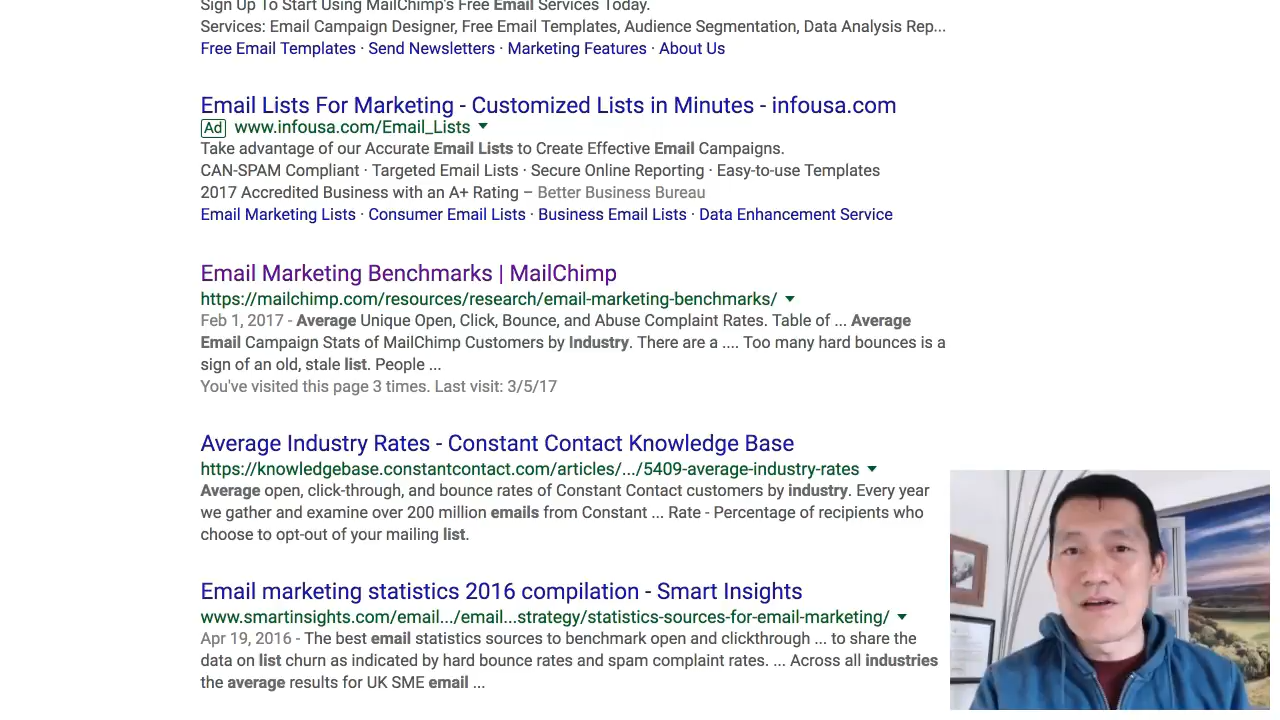 Sign Up To Start Using MailChimp's Free Email Services Today.
Services: Email Campaign Designer, Free Email Templates, Audience Segmentation, Data Analysis Rep...
Free Email Templates · Send Newsletters · Marketing Features · About Us
Email Lists For Marketing - Customized Lists in Minutes - infousa.com
Ad www.infousa.com/Email_Lists
Take advantage of our Accurate Email Lists to Create Effective Email Campaigns.
CAN-SPAM Compliant · Targeted Email Lists · Secure Online Reporting · Easy-to-use Templates
2017 Accredited Business with an A+ Rating – Better Business Bureau
Email Marketing Lists · Consumer Email Lists · Business Email Lists · Data Enhancement Service
Email Marketing Benchmarks | MailChimp
https://mailchimp.com/resources/research/email-marketing-benchmarks/
Feb 1, 2017 - Average Unique Open, Click, Bounce, and Abuse Complaint Rates. Table of ... Average
Email Campaign Stats of MailChimp Customers by Industry. There are a .... Too many hard bounces is a
sign of an old, stale list. People ...
You've visited this page 3 times. Last visit: 3/5/17
Average Industry Rates - Constant Contact Knowledge Base
https://knowledgebase.constantcontact.com/articles/.../5409-average-industry-rates
Average open, click-through, and bounce rates of Constant Contact customers by industry. Every year
we gather and examine over 200 million emails from Constant ... Rate - Percentage of recipients who
choose to opt-out of your mailing list.
Email marketing statistics 2016 compilation - Smart Insights
www.smartinsights.com/email.../email...strategy/statistics-sources-for-email-marketing/
Apr 19, 2016 - The best email statistics sources to benchmark open and clickthrough ... to share the
data on list churn as indicated by hard bounce rates and spam complaint rates. ... Across all industries
the average results for UK SME email ...